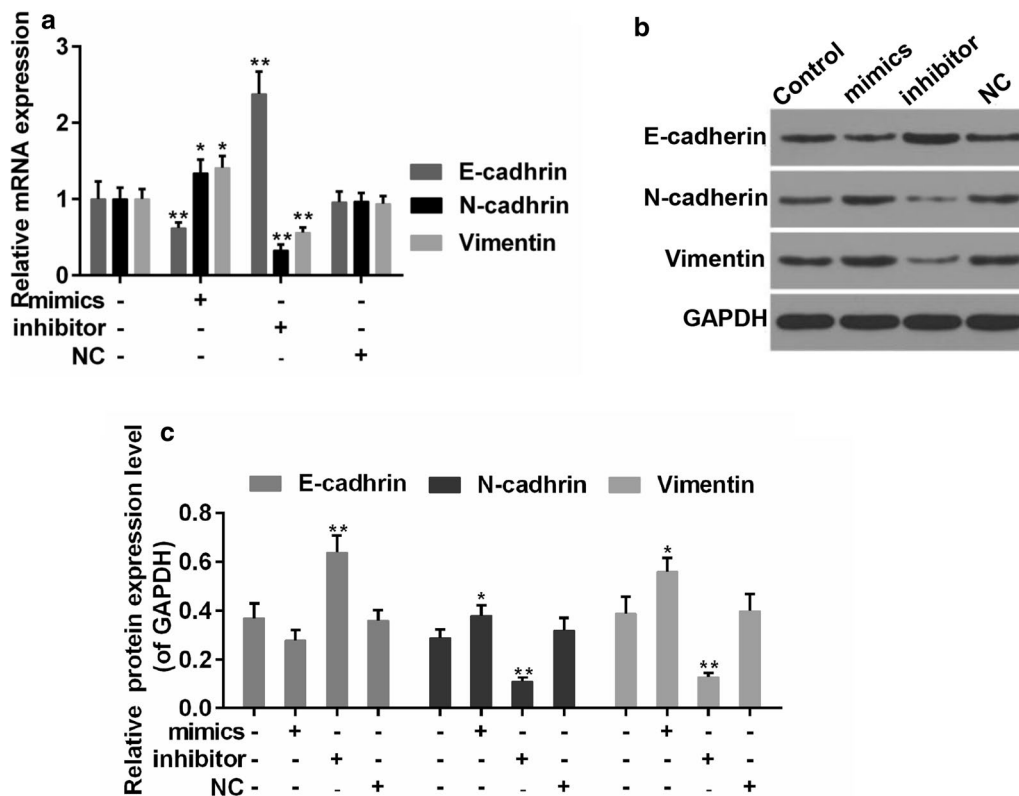 a
Relative mRNA expression
3
2
1
0
** * * ** ** **
E-cadhrin
N-cadhrin
Vimentin
mimics - + - -
inhibitor - - + -
NC - - - +
b
Control mimics inhibitor NC
E-cadherin
N-cadherin
Vimentin
GAPDH
c
Relative protein expression level
(of GAPDH)
E-cadhrin N-cadhrin Vimentin
0.8
0.6
0.4
0.2
0.0
** * ** * **
mimics - + - - - + - - - + - -
inhibitor - - + - - - + - - - + -
NC - - - + - - - + - - - +